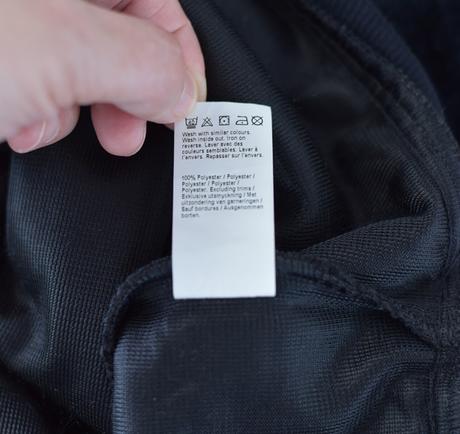 Wash with similar colours.
Wash inside out. Iron on
reverse. Laver avec des
couleurs semblables. Laver à
l'envers. Repasser sur l'envers.
100% Polyester / Polyester /
Polyester / Polyester /
Polyester. Excluding trims /
Exklusive utsmyckning / Met
uitzondering van garneringen /
Sauf bordures / Ausgenommen
borten.